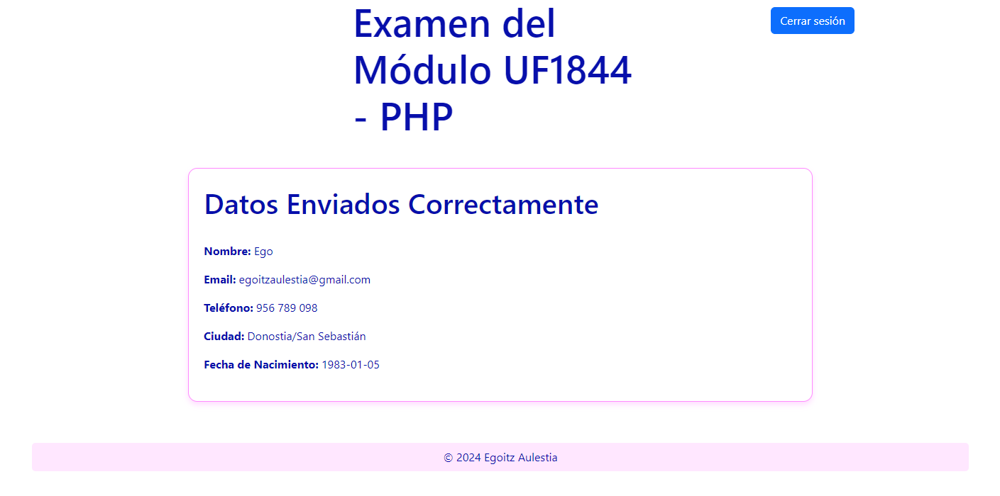 Examen del
Módulo UF1844
- PHP
Cerrar sesión
Datos Enviados Correctamente
Nombre: Ego
Email: egoitzaulestia@gmail.com
Teléfono: 956 789 098
Ciudad: Donostia/San Sebastián
Fecha de Nacimiento: 1983-01-05
© 2024 Egoitz Aulestia